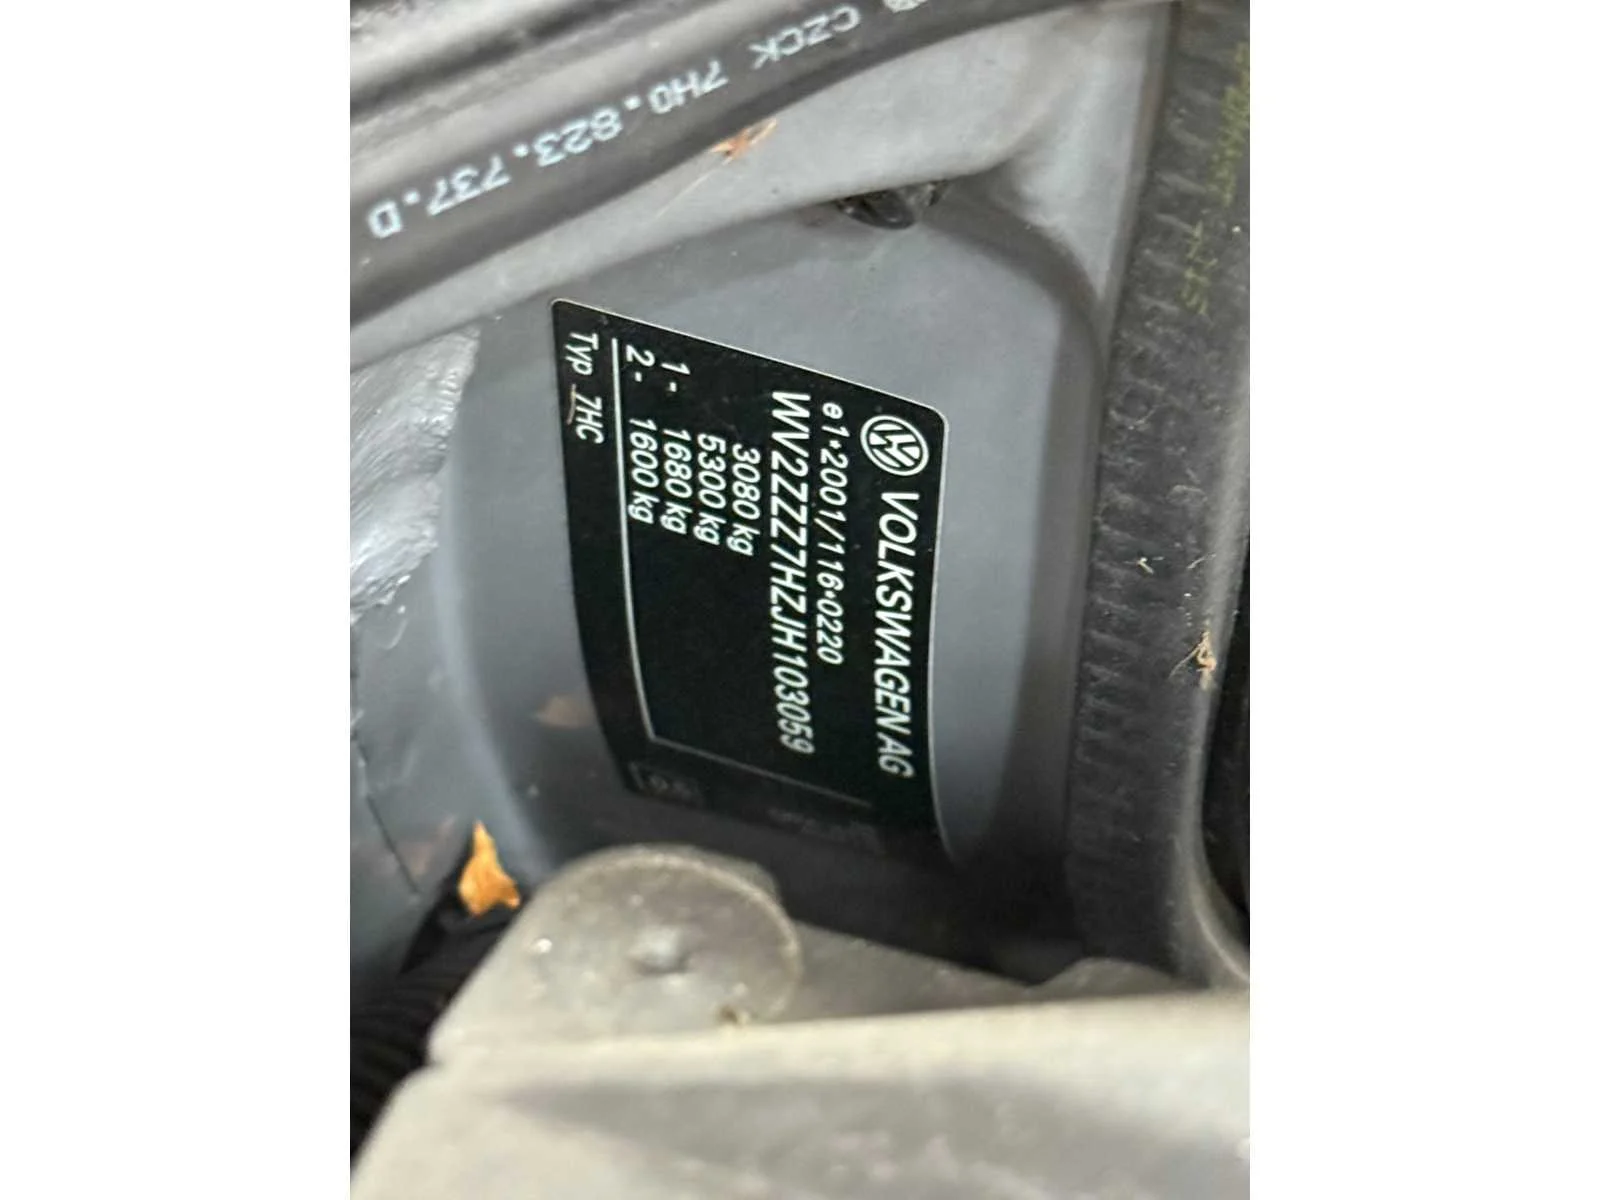 CZCK 7H0.823.737.D
VOLKSWAGEN AG
e1*2001/116*0220
WV2ZZZ7HZJH103059
3080 kg
5300 kg
1 - 1680 kg
2 - 1600 kg
Typ 7HC